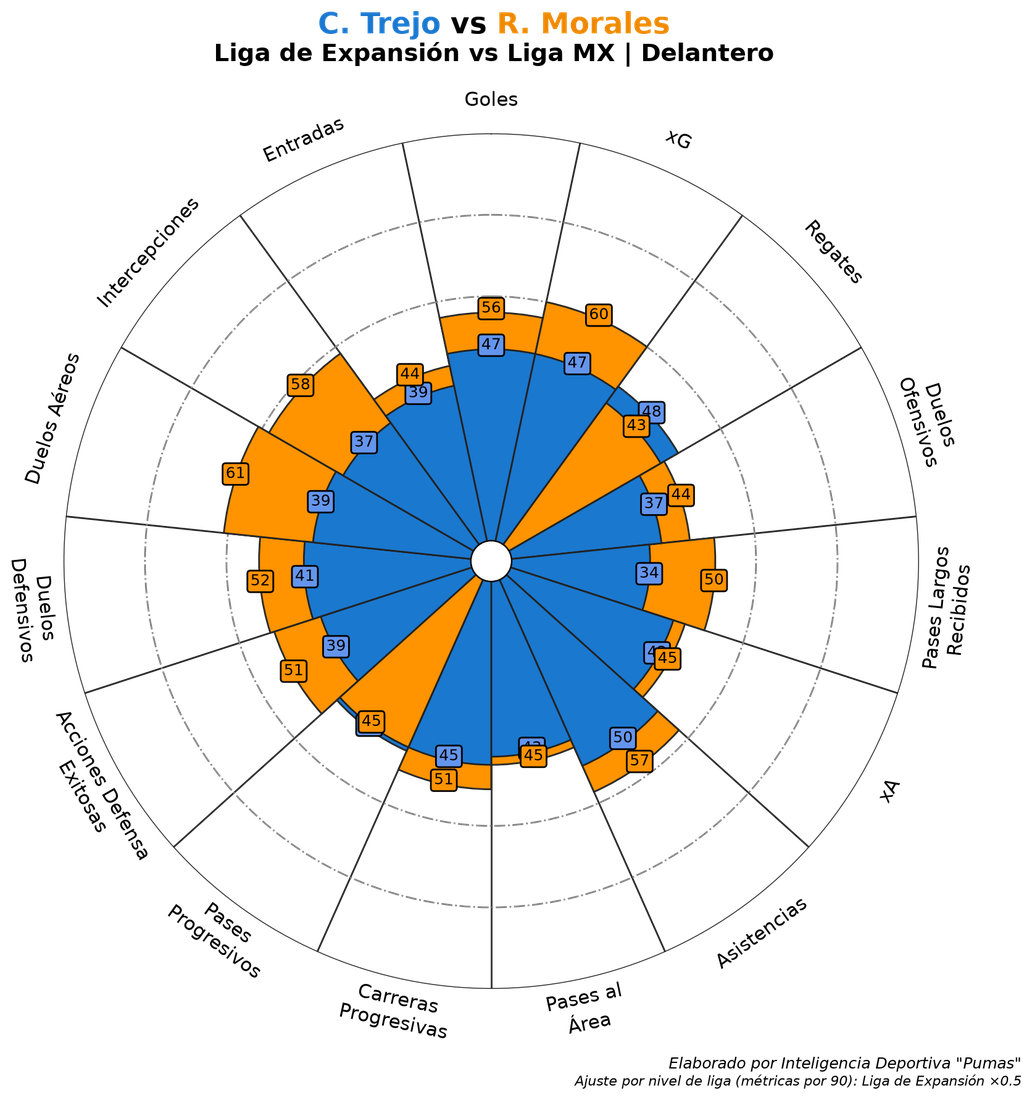 C. Trejo vs R. Morales
Liga de Expansión vs Liga MX | Delantero
Goles
xG
Regates
Duelos
Ofensivos
Pases Largos
Recibidos
xA
Asistencias
Pases al
Área
Carreras
Progresivas
Pases
Progresivos
Acciones Defensa
Exitosas
Duelos
Defensivos
Duelos Aéreos
Intercepciones
Entradas
56
47
60
47
48
43
44
37
50
34
45
50
57
45
45
51
45
51
39
52
41
61
39
58
37
44
39
Elaborado por Inteligencia Deportiva "Pumas"
Ajuste por nivel de liga (métricas por 90): Liga de Expansión ×0.5